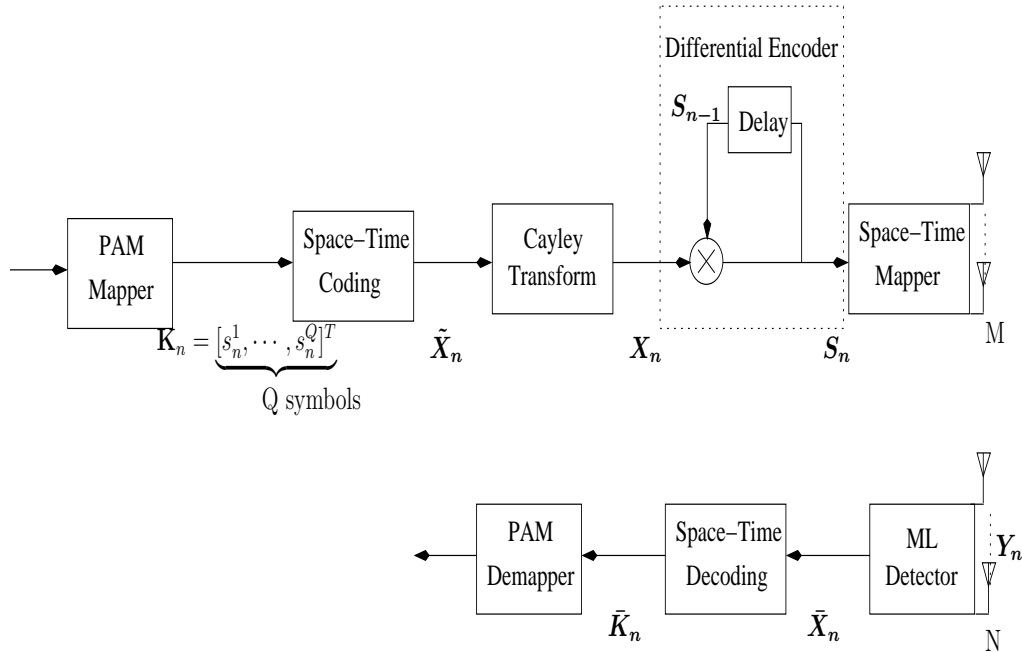 Differential Encoder
S_{n-1}
Delay
PAM
Mapper
Space-Time
Coding
Cayley
Transform
Space-Time
Mapper
K_n = [s_n^1, ⋯ , s_n^Q]^T
Q symbols
X̃_n
X_n
S_n
M
PAM
Demapper
Space-Time
Decoding
ML
Detector
Y_n
K̄_n
X̄_n
N